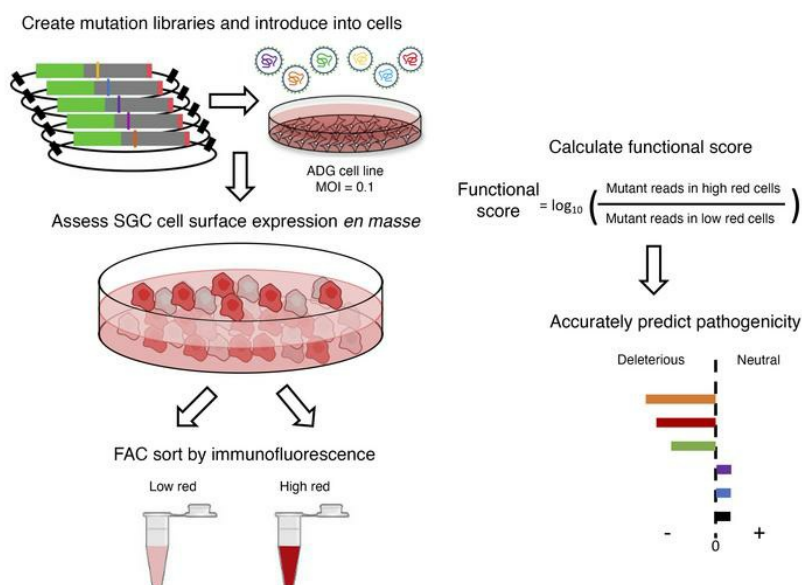 Create mutation libraries and introduce into cells
ADG cell line
MOI = 0.1
Assess SGC cell surface expression en masse
FAC sort by immunofluorescence
Low red
High red
Calculate functional score
Functional
score
= log10 (
Mutant reads in high red cells
Mutant reads in low red cells
)
Accurately predict pathogenicity
Deleterious
Neutral
-
+
0